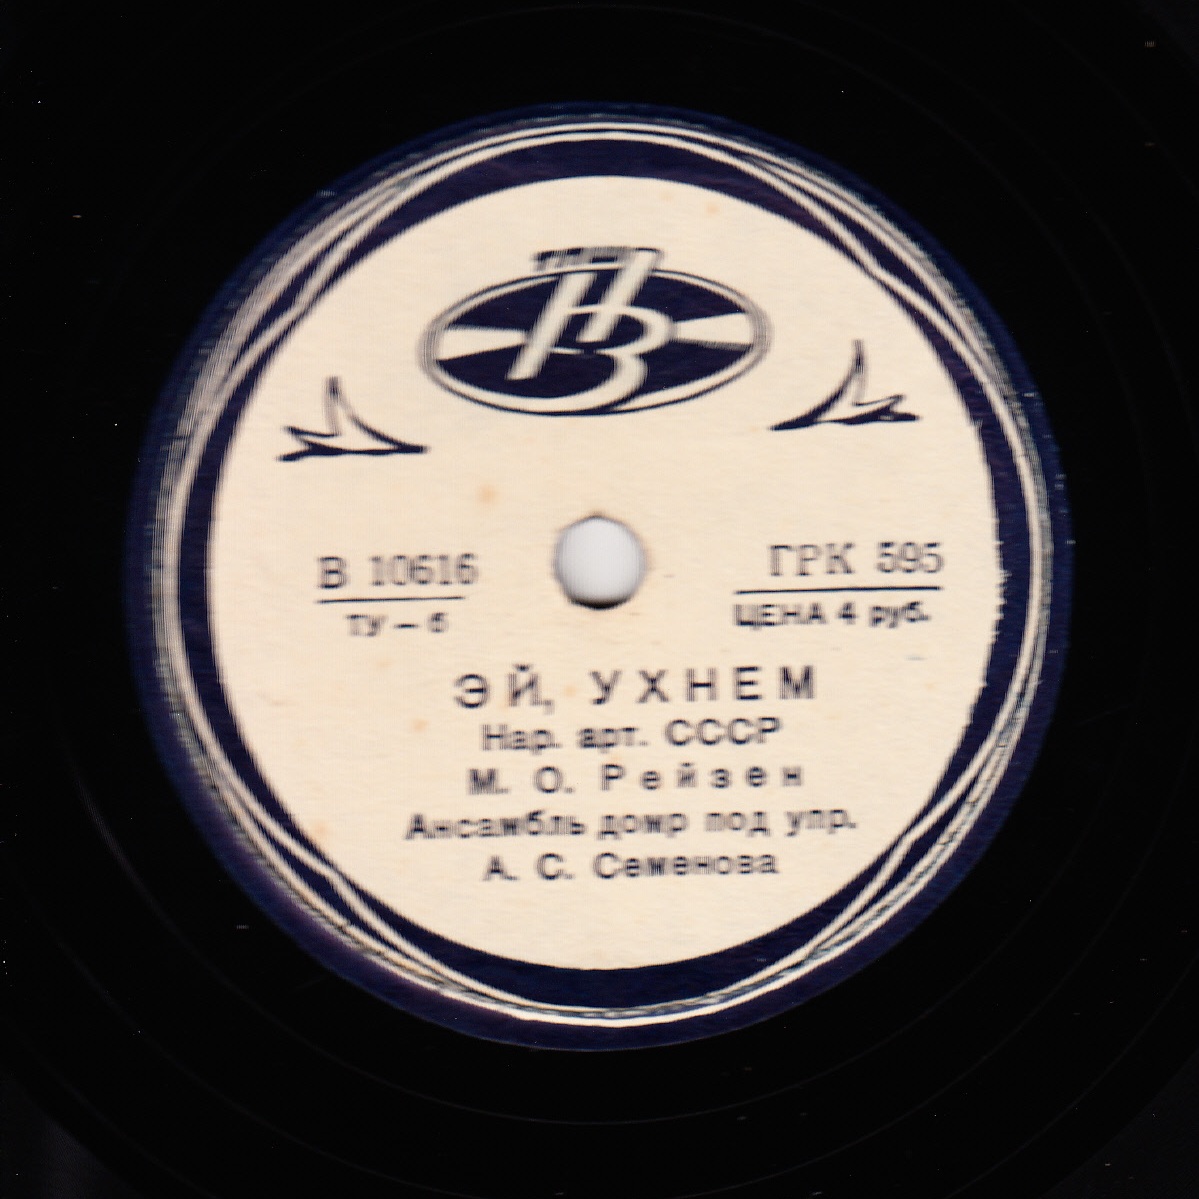 ПЗ
В 10616
ТУ – 6
ГРК 595
ЦЕНА 4 руб.
ЭЙ, УХНЕМ
Нар. арт. СССР
М. О. Рейзен
Ансамбль домр под упр.
А. С. Семенова